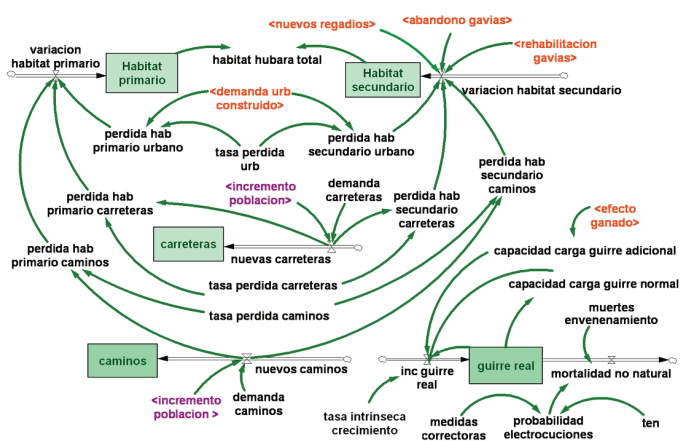 <nuevos regadios>
<abandono gavias>
<rehabilitacion
gavias>
variacion
habitat primario
Habitat
primario
habitat hubara total
Habitat
secundario
variacion habitat secundario
<demanda urb
construido>
perdida hab
primario urbano
tasa perdida
urb
perdida hab
secundario urbano
perdida hab
secundario
caminos
<incremento
poblacion>
demanda
carreteras
perdida hab
secundario
carreteras
perdida hab
primario carreteras
<efecto
ganado>
carreteras
nuevas carreteras
perdida hab
primario caminos
capacidad carga guirre adicional
tasa perdida carreteras
capacidad carga guirre normal
tasa perdida caminos
muertes
envenenamiento
caminos
nuevos caminos
inc guirre
real
guirre real
mortalidad no natural
<incremento
poblacion >
demanda
caminos
tasa intrinseca
crecimiento
medidas
correctoras
probabilidad
electrocuciones
ten